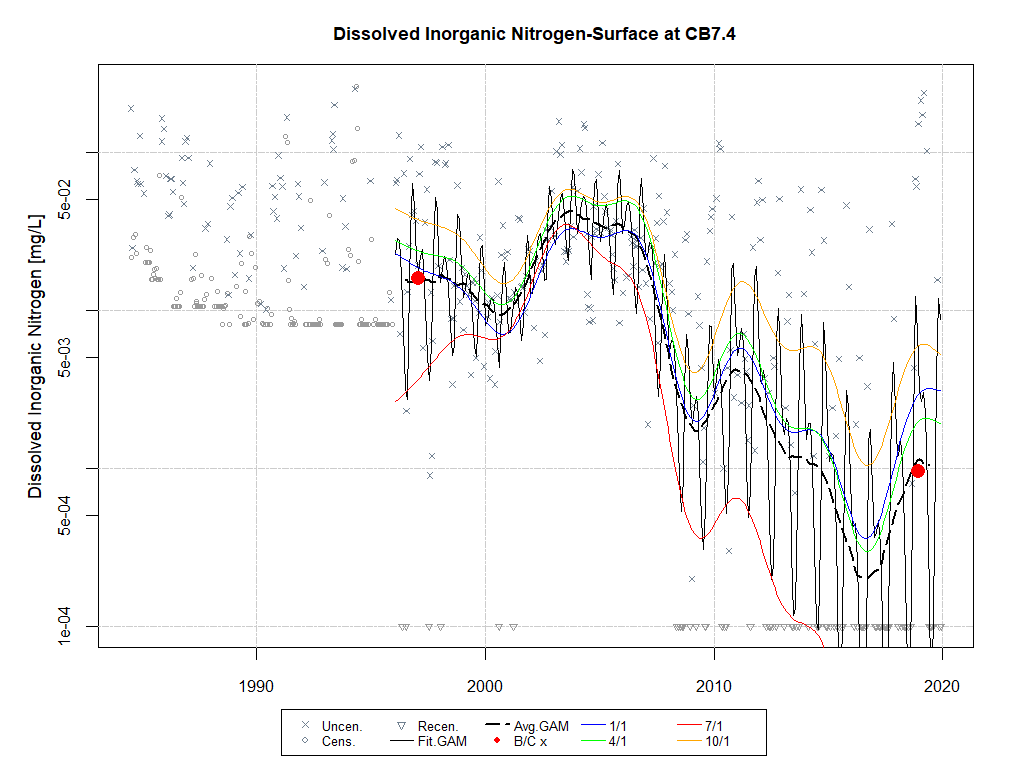 Dissolved Inorganic Nitrogen-Surface at CB7.4
Dissolved Inorganic Nitrogen [mg/L]
5e-02
5e-03
5e-04
1e-04
1990
2000
2010
2020
Uncen. Recen. Avg.GAM 1/1 7/1
Cens. Fit.GAM B/C x 4/1 10/1